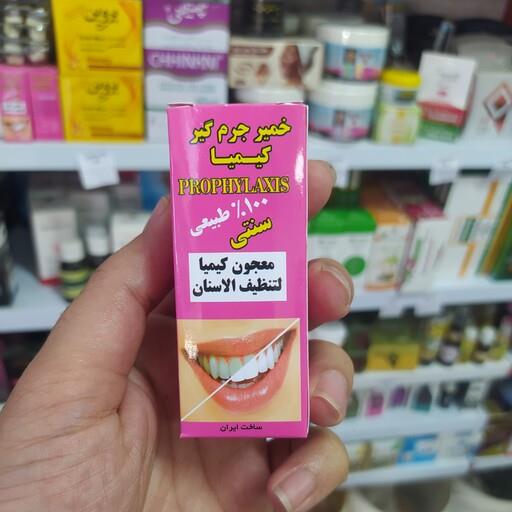 خمیر جرم گیر
کیمیا
PROPHYLAXIS
۱۰۰٪ طبیعی
سنتی
معجون کیمیا
لتنظیف الاسنان
ساخت ایران